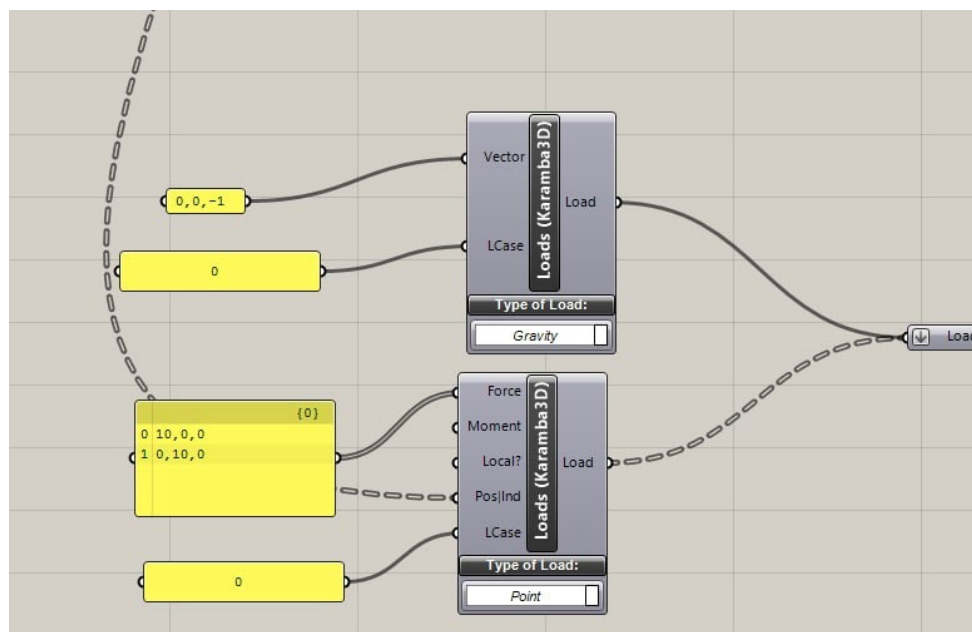 Vector
0,0,-1
Load
LCase
Loads (Karamba3D)
0
Type of Load:
Gravity
Load
{0}
0 10,0,0
1 0,10,0
Force
Moment
Local?
Load
Pos|Ind
LCase
Loads (Karamba3D)
0
Type of Load:
Point